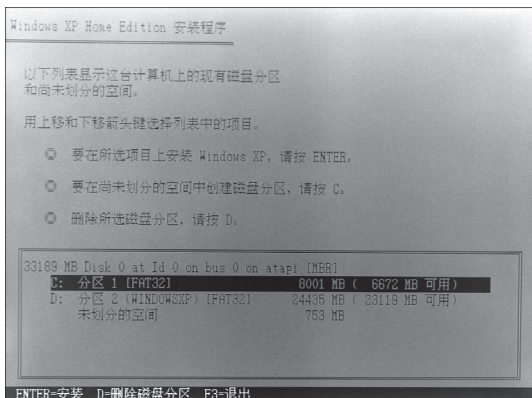 Windows XP Home Edition 安装程序
以下列表显示这台计算机上的现有磁盘分区
和尚未划分的空间。
用上移和下移箭头键选择列表中的项目。
◎ 要在所选项目上安装 Windows XP，请按 ENTER。
◎ 要在尚未划分的空间中创建磁盘分区，请按 C。
◎ 删除所选磁盘分区，请按 D。
33189 MB Disk 0 at Id 0 on bus 0 on atapi [MBR]
C: 分区 1 [FAT32] 8001 MB ( 6672 MB 可用)
D: 分区 2 (WINDOWSXP) [FAT32] 24435 MB ( 23119 MB 可用)
未划分的空间 753 MB
ENTER=安装 D=删除磁盘分区 F3=退出